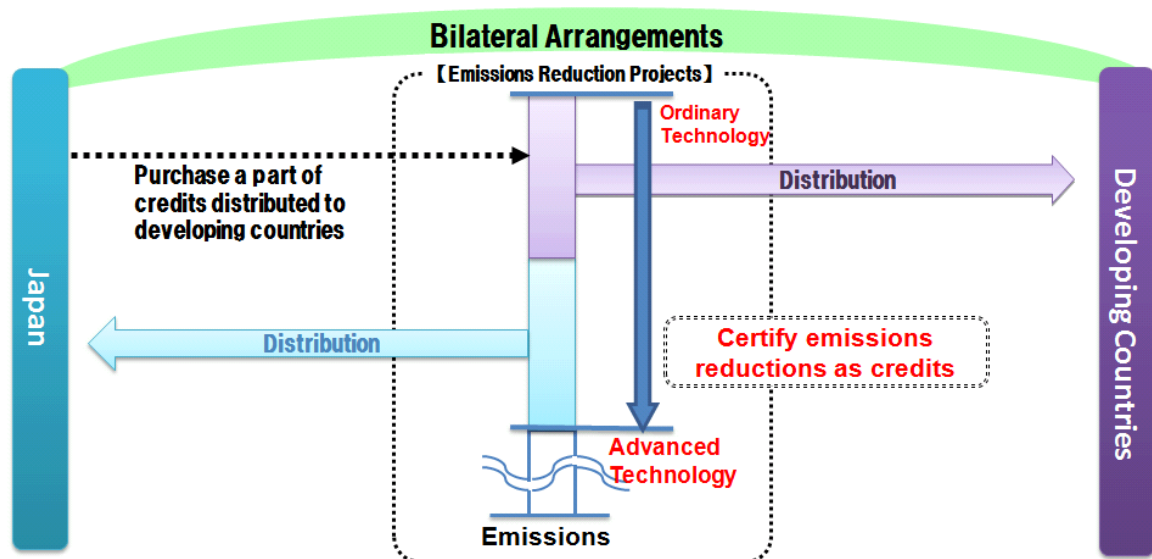 Bilateral Arrangements
【Emissions Reduction Projects】
Ordinary
Technology
Purchase a part of
credits distributed to
developing countries
Distribution
Japan
Developing Countries
Distribution
Certify emissions
reductions as credits
Advanced
Technology
Emissions